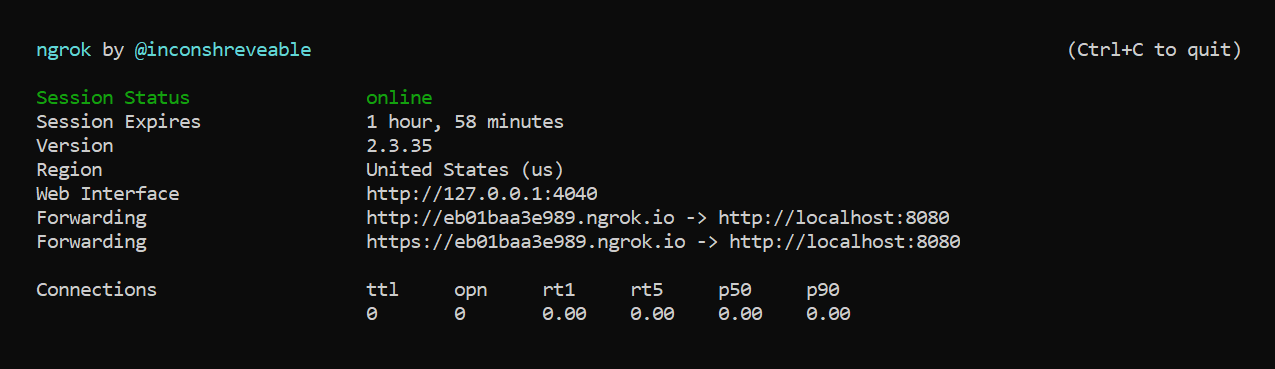 ngrok by @inconshreveable (Ctrl+C to quit)
Session Status online
Session Expires 1 hour, 58 minutes
Version 2.3.35
Region United States (us)
Web Interface http://127.0.0.1:4040
Forwarding http://eb01baa3e989.ngrok.io -> http://localhost:8080
Forwarding https://eb01baa3e989.ngrok.io -> http://localhost:8080
Connections ttl opn rt1 rt5 p50 p90
0 0 0.00 0.00 0.00 0.00